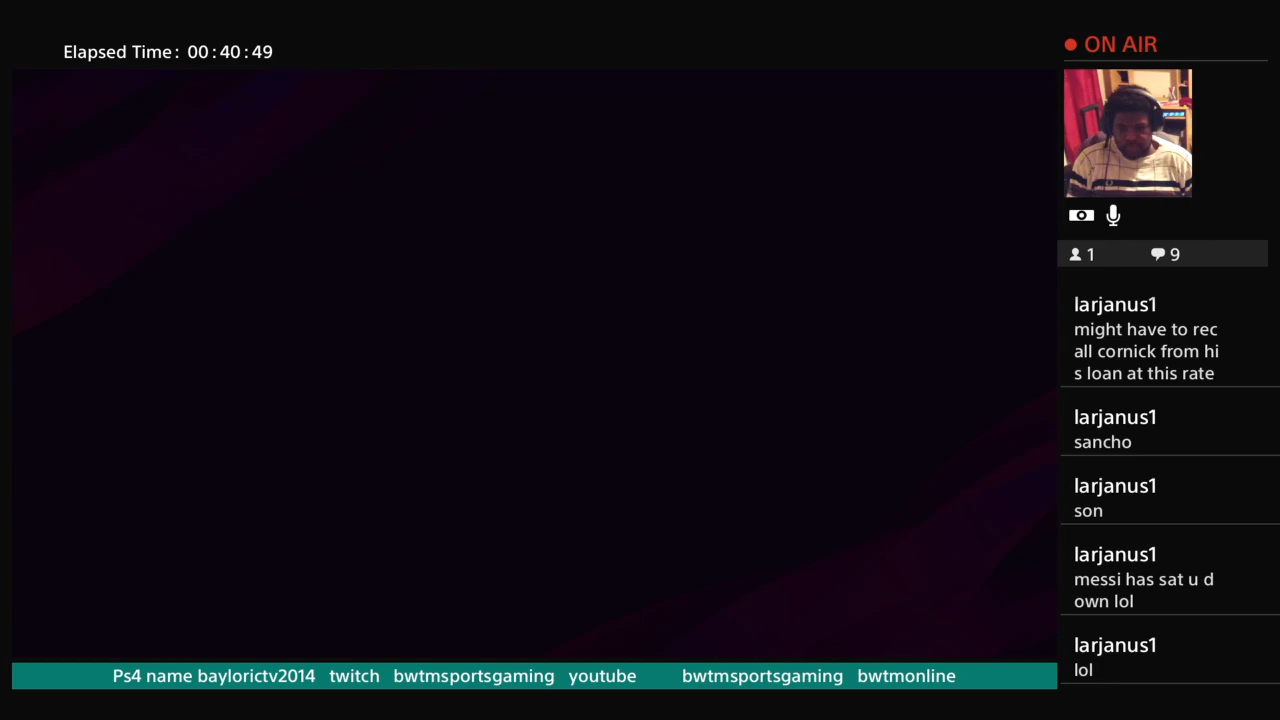 Elapsed Time: 00:40:49
ON AIR
1 9
larjanus1
might have to rec
all cornick from hi
s loan at this rate
larjanus1
sancho
larjanus1
son
larjanus1
messi has sat u d
own lol
larjanus1
lol
Ps4 name baylorictv2014 twitch bwtmsportsgaming youtube bwtmsportsgaming bwtmonline